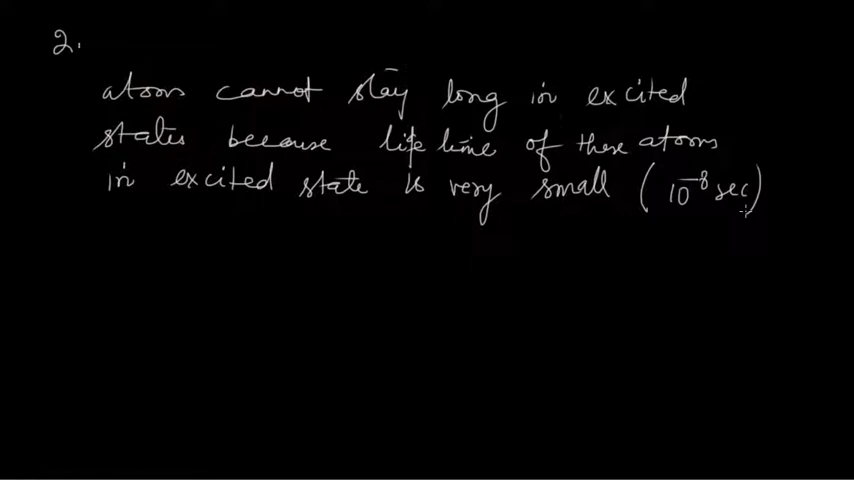 2.
atoms cannot stay long in excited
states because life time of these atoms
in excited state is very small (10⁻⁸ sec)